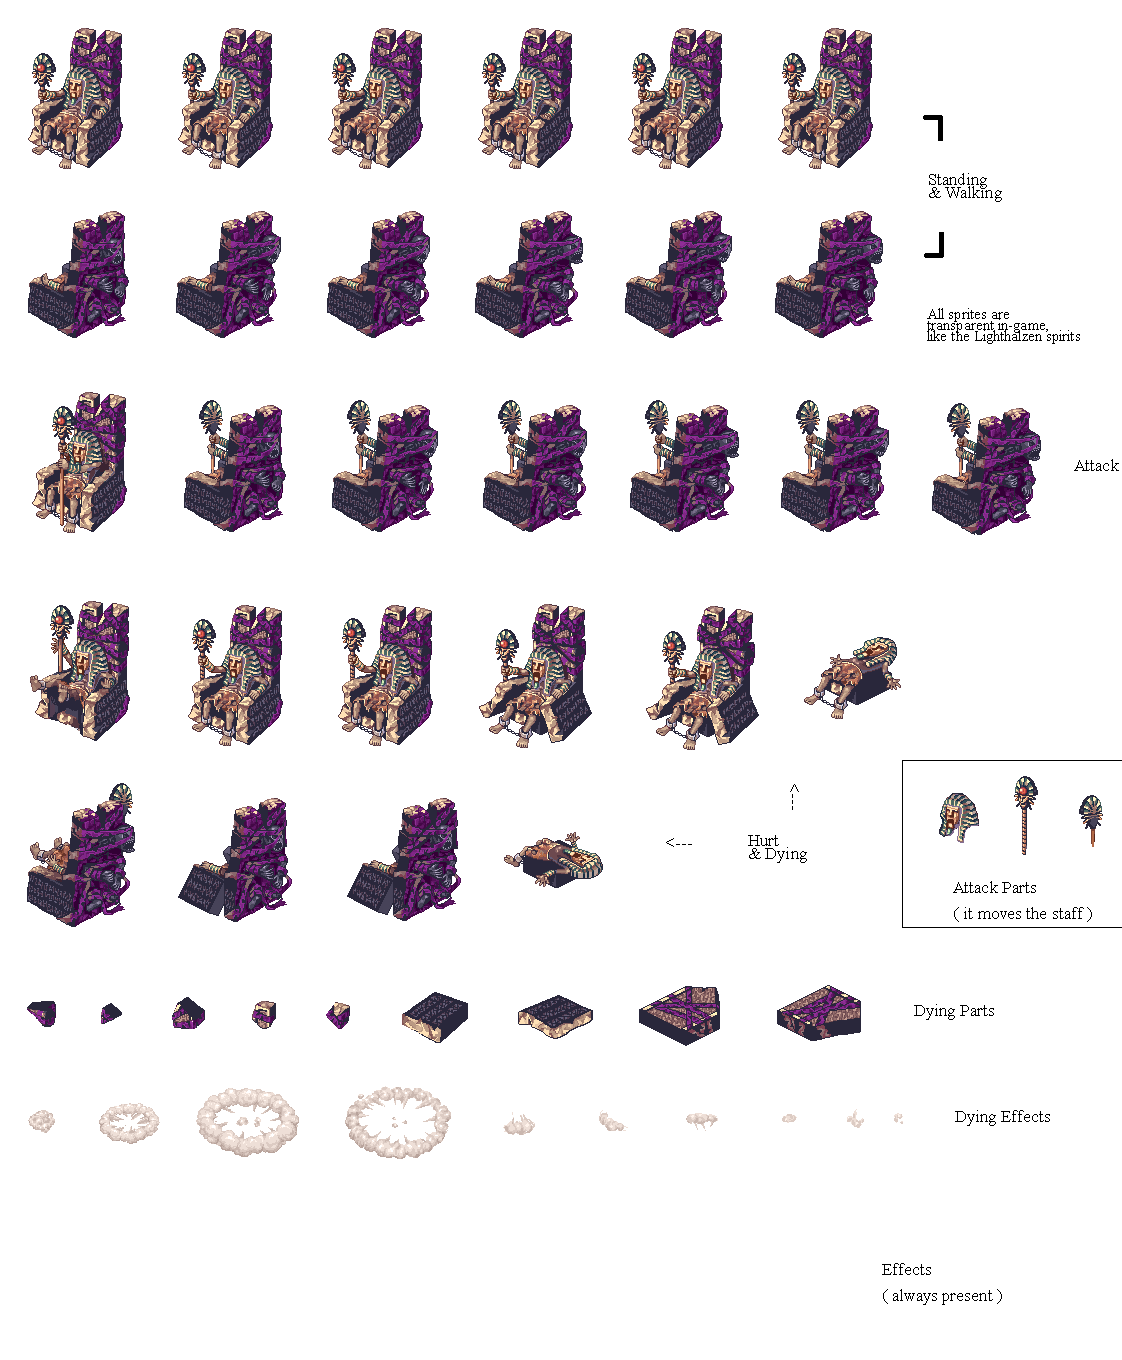 Standing
& Walking
All sprites are
transparent in-game,
like the Lighthalzen spirits
Attack
<---
Hurt
& Dying
Attack Parts
( it moves the staff )
Dying Parts
Dying Effects
Effects
( always present )